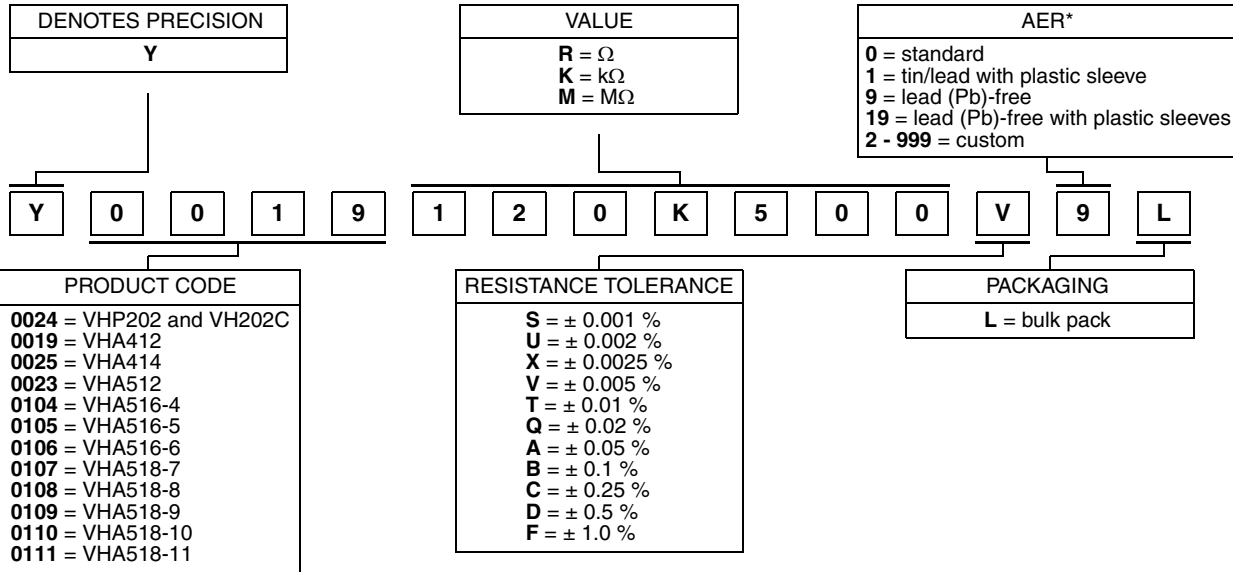 DENOTES PRECISION
Y
VALUE
R = Ω
K = kΩ
M = MΩ
AER*
0 = standard
1 = tin/lead with plastic sleeve
9 = lead (Pb)-free
19 = lead (Pb)-free with plastic sleeves
2 - 999 = custom
Y 0 0 1 9 1 2 0 K 5 0 0 V 9 L
PRODUCT CODE
0024 = VHP202 and VH202C
0019 = VHA412
0025 = VHA414
0023 = VHA512
0104 = VHA516-4
0105 = VHA516-5
0106 = VHA516-6
0107 = VHA518-7
0108 = VHA518-8
0109 = VHA518-9
0110 = VHA518-10
0111 = VHA518-11
RESISTANCE TOLERANCE
S = ± 0.001 %
U = ± 0.002 %
X = ± 0.0025 %
V = ± 0.005 %
T = ± 0.01 %
Q = ± 0.02 %
A = ± 0.05 %
B = ± 0.1 %
C = ± 0.25 %
D = ± 0.5 %
F = ± 1.0 %
PACKAGING
L = bulk pack